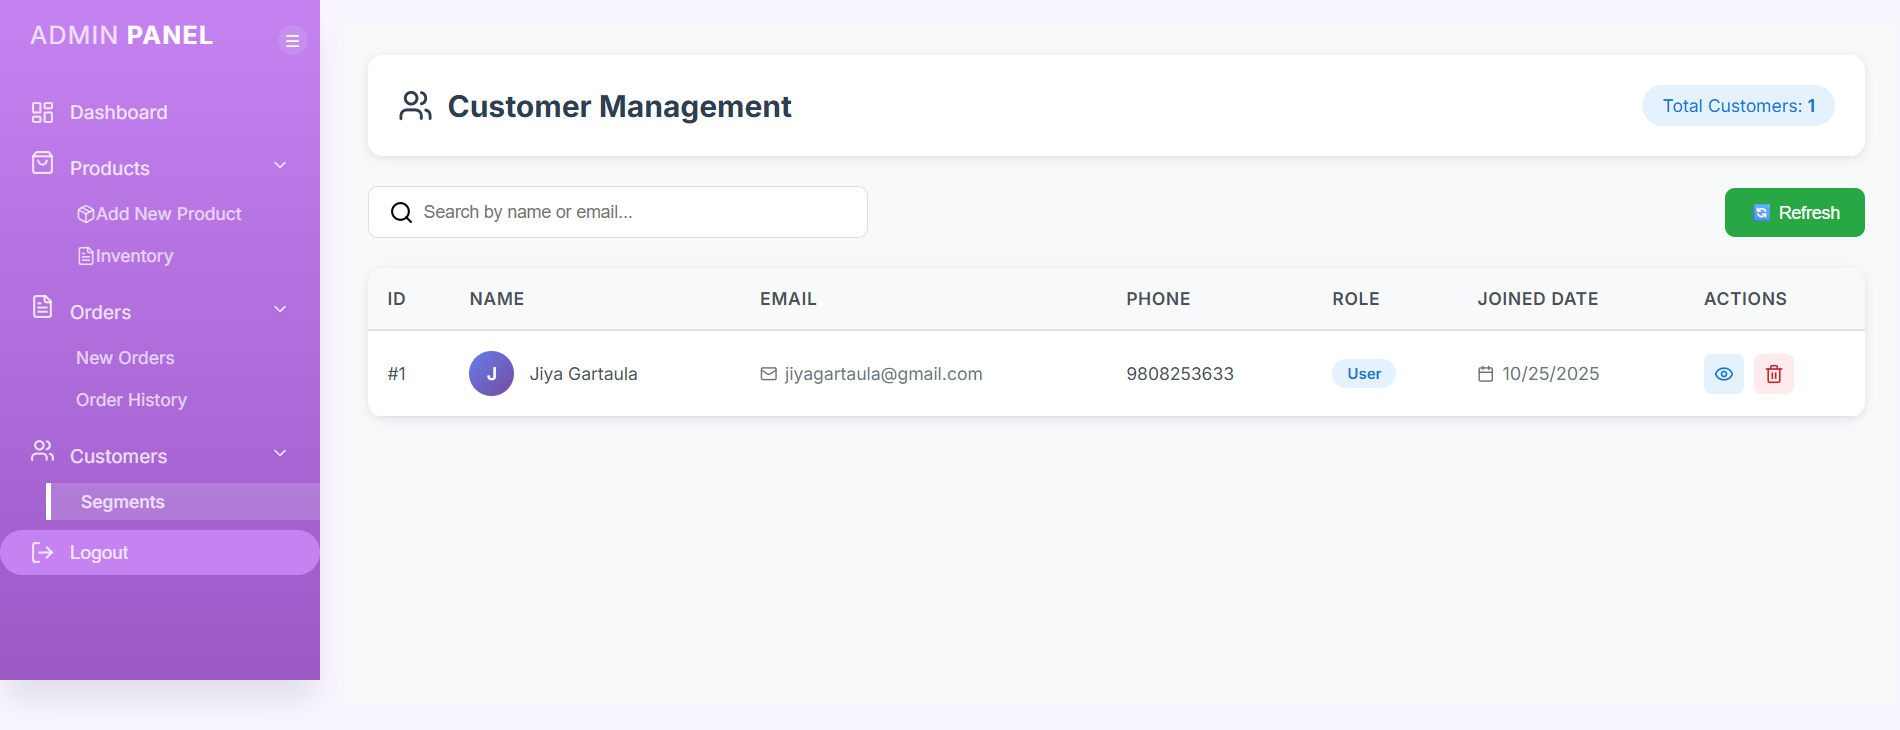 ADMIN PANEL
Dashboard
Products
Add New Product
Inventory
Orders
New Orders
Order History
Customers
Segments
Logout
Customer Management
Total Customers: 1
Search by name or email...
Refresh
ID NAME EMAIL PHONE ROLE JOINED DATE ACTIONS
#1 J Jiya Gartaula jiyagartaula@gmail.com 9808253633 User 10/25/2025